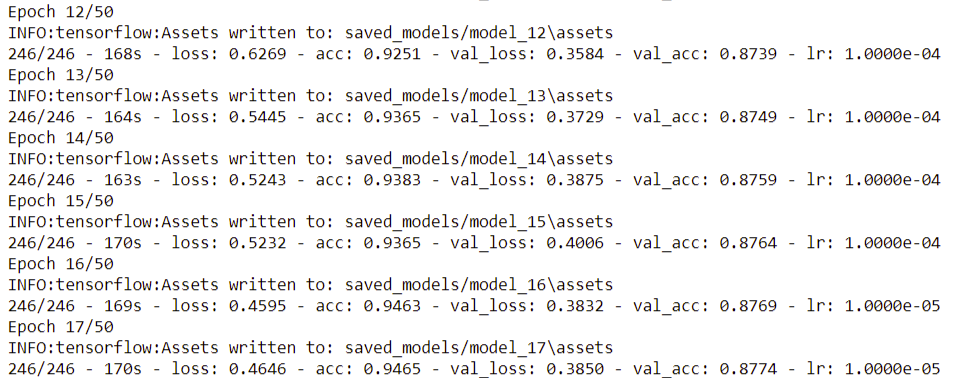 Epoch 12/50
INFO:tensorflow:Assets written to: saved_models/model_12\assets
246/246 - 168s - loss: 0.6269 - acc: 0.9251 - val_loss: 0.3584 - val_acc: 0.8739 - lr: 1.0000e-04
Epoch 13/50
INFO:tensorflow:Assets written to: saved_models/model_13\assets
246/246 - 164s - loss: 0.5445 - acc: 0.9365 - val_loss: 0.3729 - val_acc: 0.8749 - lr: 1.0000e-04
Epoch 14/50
INFO:tensorflow:Assets written to: saved_models/model_14\assets
246/246 - 163s - loss: 0.5243 - acc: 0.9383 - val_loss: 0.3875 - val_acc: 0.8759 - lr: 1.0000e-04
Epoch 15/50
INFO:tensorflow:Assets written to: saved_models/model_15\assets
246/246 - 170s - loss: 0.5232 - acc: 0.9365 - val_loss: 0.4006 - val_acc: 0.8764 - lr: 1.0000e-04
Epoch 16/50
INFO:tensorflow:Assets written to: saved_models/model_16\assets
246/246 - 169s - loss: 0.4595 - acc: 0.9463 - val_loss: 0.3832 - val_acc: 0.8769 - lr: 1.0000e-05
Epoch 17/50
INFO:tensorflow:Assets written to: saved_models/model_17\assets
246/246 - 170s - loss: 0.4646 - acc: 0.9465 - val_loss: 0.3850 - val_acc: 0.8774 - lr: 1.0000e-05